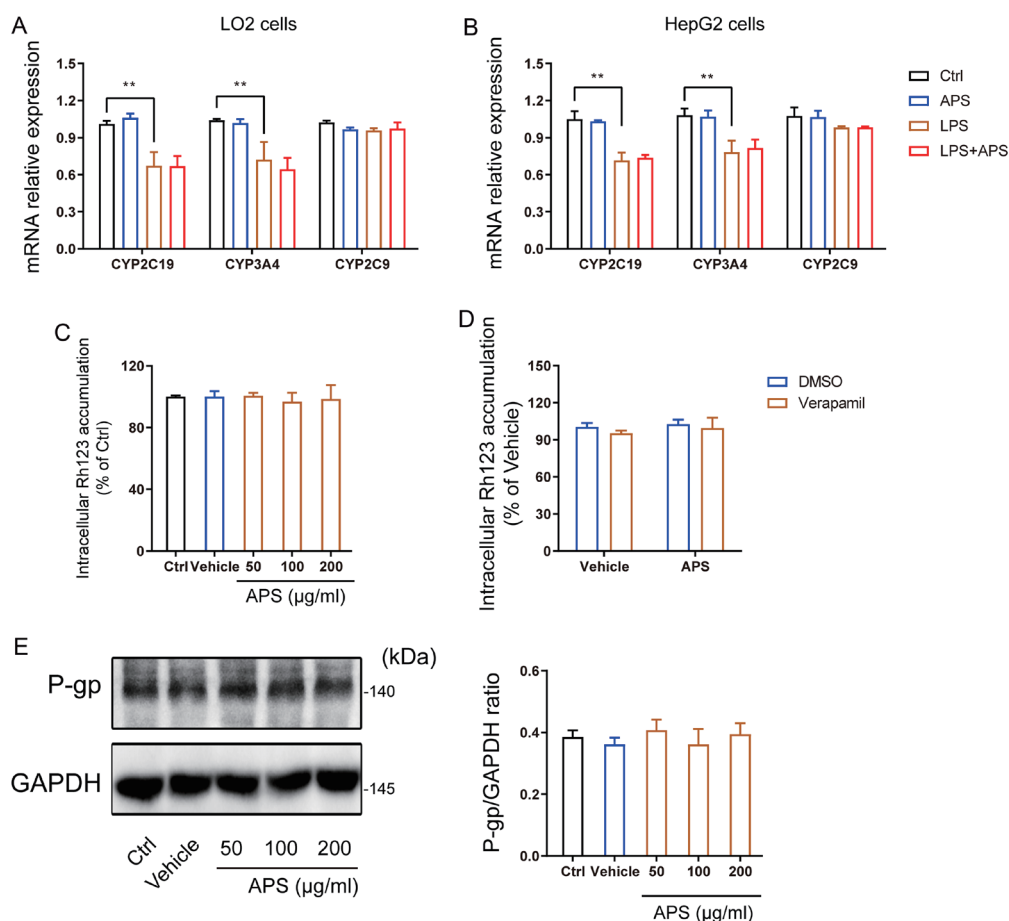 A
LO2 cells
mRNA relative expression
1.5
1.2
0.9
0.6
0.3
0.0
**
**
CYP2C19 CYP3A4 CYP2C9
B
HepG2 cells
mRNA relative expression
1.5
1.2
0.9
0.6
0.3
0.0
**
**
CYP2C19 CYP3A4 CYP2C9
Ctrl
APS
LPS
LPS+APS
C
Intracellular Rh123 accumulation
(% of Ctrl)
120
80
40
0
Ctrl Vehicle 50 100 200
APS (μg/ml)
D
Intracellular Rh123 accumulation
(% of Vehicle)
150
120
90
60
30
0
Vehicle APS
DMSO
Verapamil
E
(kDa)
P-gp
-140
GAPDH
-145
Ctrl Vehicle 50 100 200
APS (μg/ml)
P-gp/GAPDH ratio
0.6
0.4
0.2
0.0
Ctrl Vehicle 50 100 200
APS (μg/ml)